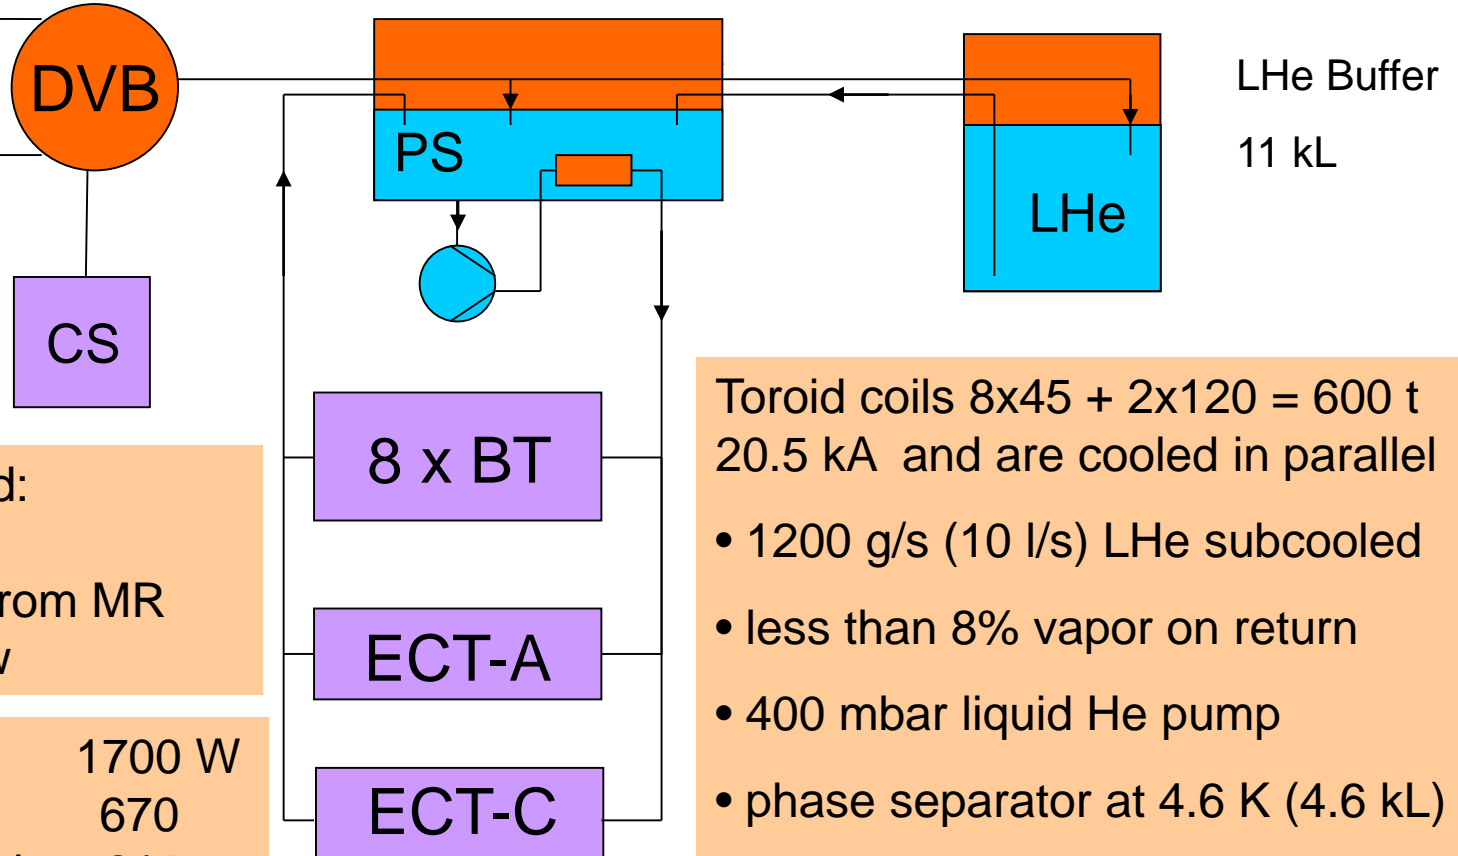 DVB
PS
LHe Buffer
11 kL
LHe
CS
8 x BT
ECT-A
ECT-C
Toroid coils 8x45 + 2x120 = 600 t
20.5 kA and are cooled in parallel
• 1200 g/s (10 l/s) LHe subcooled
• less than 8% vapor on return
• 400 mbar liquid He pump
• phase separator at 4.6 K (4.6 kL)
d:
rom MR
1700 W
670